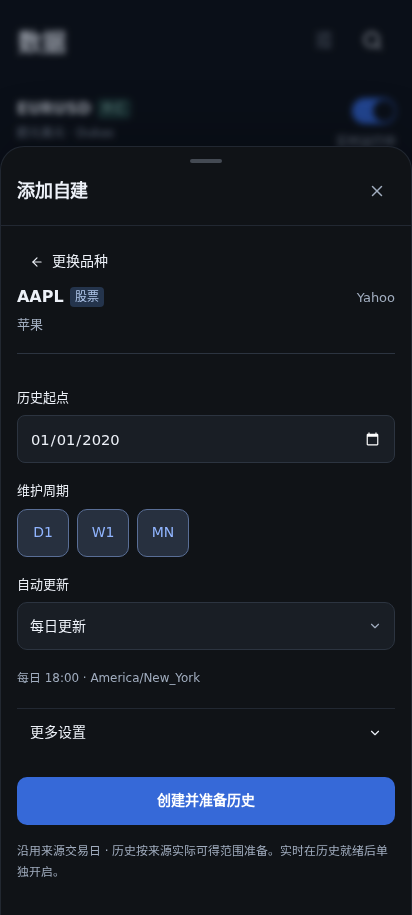 数据
EURUSD
添加自建
更换品种
AAPL 股票 Yahoo
苹果
历史起点
01/01/2020
维护周期
D1 W1 MN
自动更新
每日更新
每日 18:00 · America/New_York
更多设置
创建并准备历史
沿用来源交易日 · 历史按来源实际可得范围准备。实时在历史就绪后单
独开启。